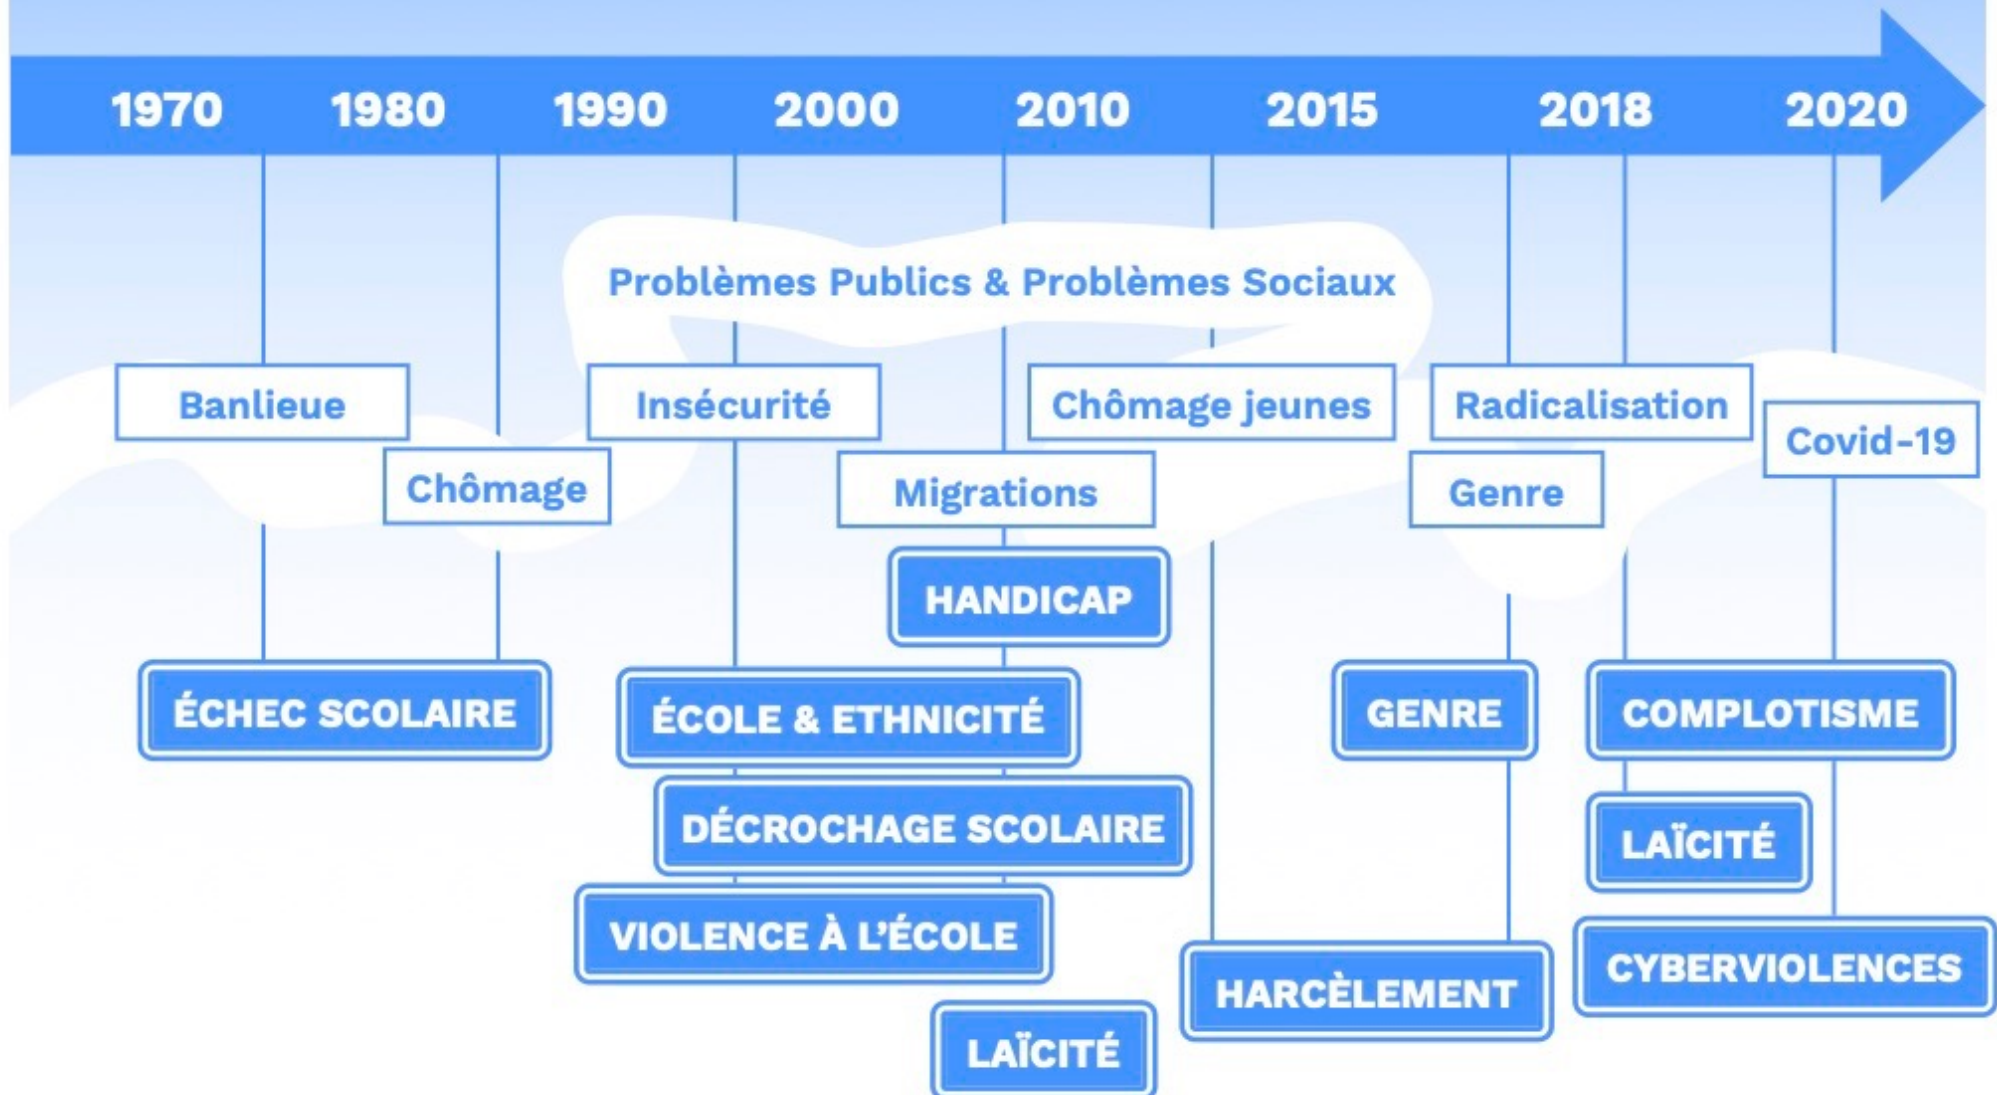 1970 1980 1990 2000 2010 2015 2018 2020
Problèmes Publics & Problèmes Sociaux
Banlieue
Insécurité
Chômage jeunes
Radicalisation
Covid-19
Chômage
Migrations
Genre
HANDICAP
ÉCHEC SCOLAIRE
ÉCOLE & ETHNICITÉ
GENRE
COMPLOTISME
DÉCROCHAGE SCOLAIRE
LAÏCITÉ
VIOLENCE À L’ÉCOLE
HARCÈLEMENT
CYBERVIOLENCES
LAÏCITÉ